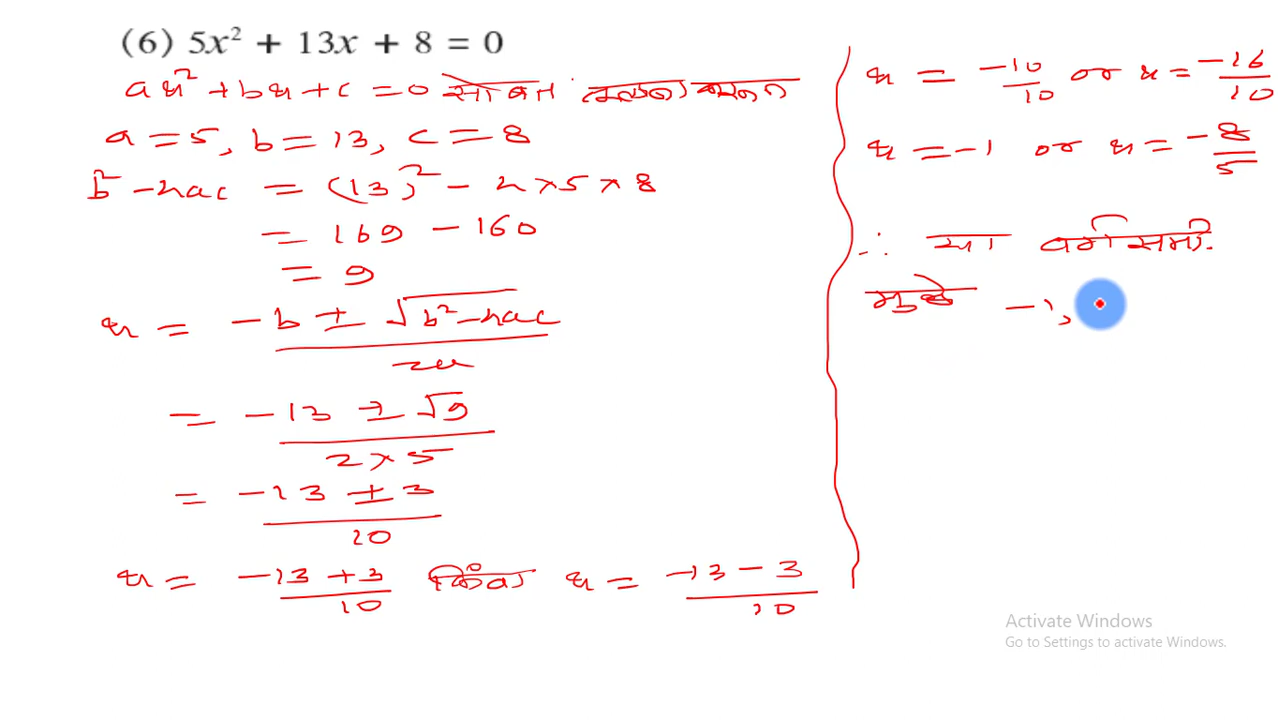 (6) 5x² + 13x + 8 = 0
ax² + bx + c = 0 सोबत तुलना करून
a = 5, b = 13, c = 8
b² - 4ac = (13)² - 4 × 5 × 8
= 169 - 160
= 9
x = -b ± √b² - 4ac / 2a
= -13 ± √9 / 2 × 5
= -13 ± 3 / 10
x = -13 + 3 / 10 किंवा x = -13 - 3 / 10
x = -10/10 or x = -16/10
x = -1 or x = -8/5
∴ या वर्गसमी.
मुळे -1,
Activate Windows
Go to Settings to activate Windows.